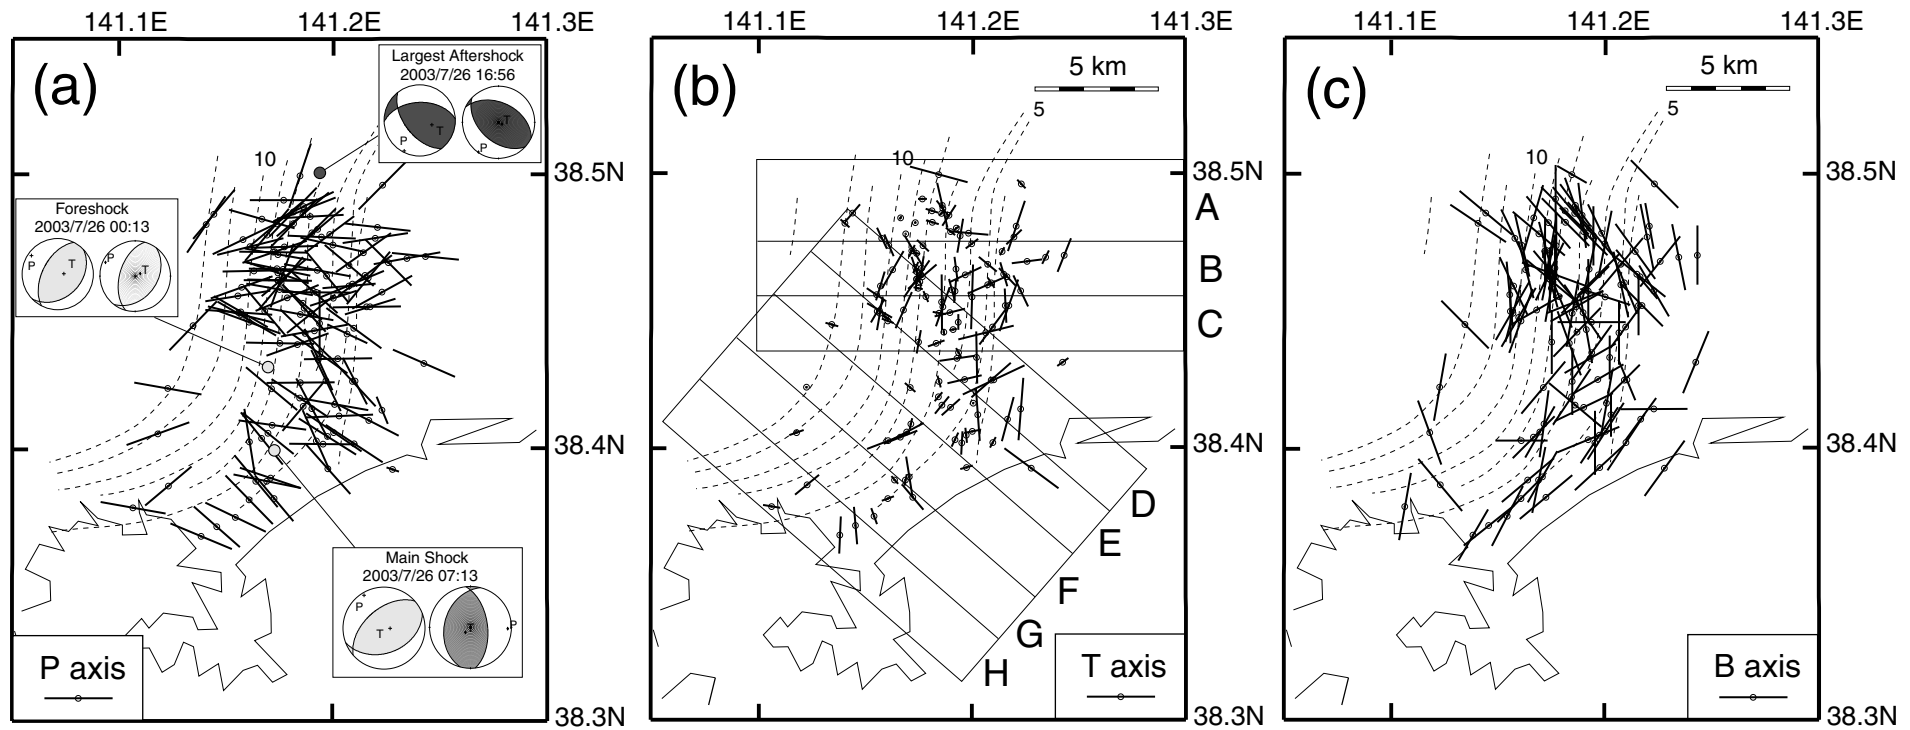 141.1E 141.2E 141.3E
(a)
Largest Aftershock
2003/7/26 16:56
P T
P T
10
Foreshock
2003/7/26 00:13
P T
P T
Main Shock
2003/7/26 07:13
P T
T P
P axis
38.5N
38.4N
38.3N
141.1E 141.2E 141.3E
(b)
5 km
5
10
A
B
C
D
E
F
G
H
T axis
38.5N
38.4N
38.3N
141.1E 141.2E 141.3E
(c)
5 km
5
10
B axis
38.5N
38.4N
38.3N